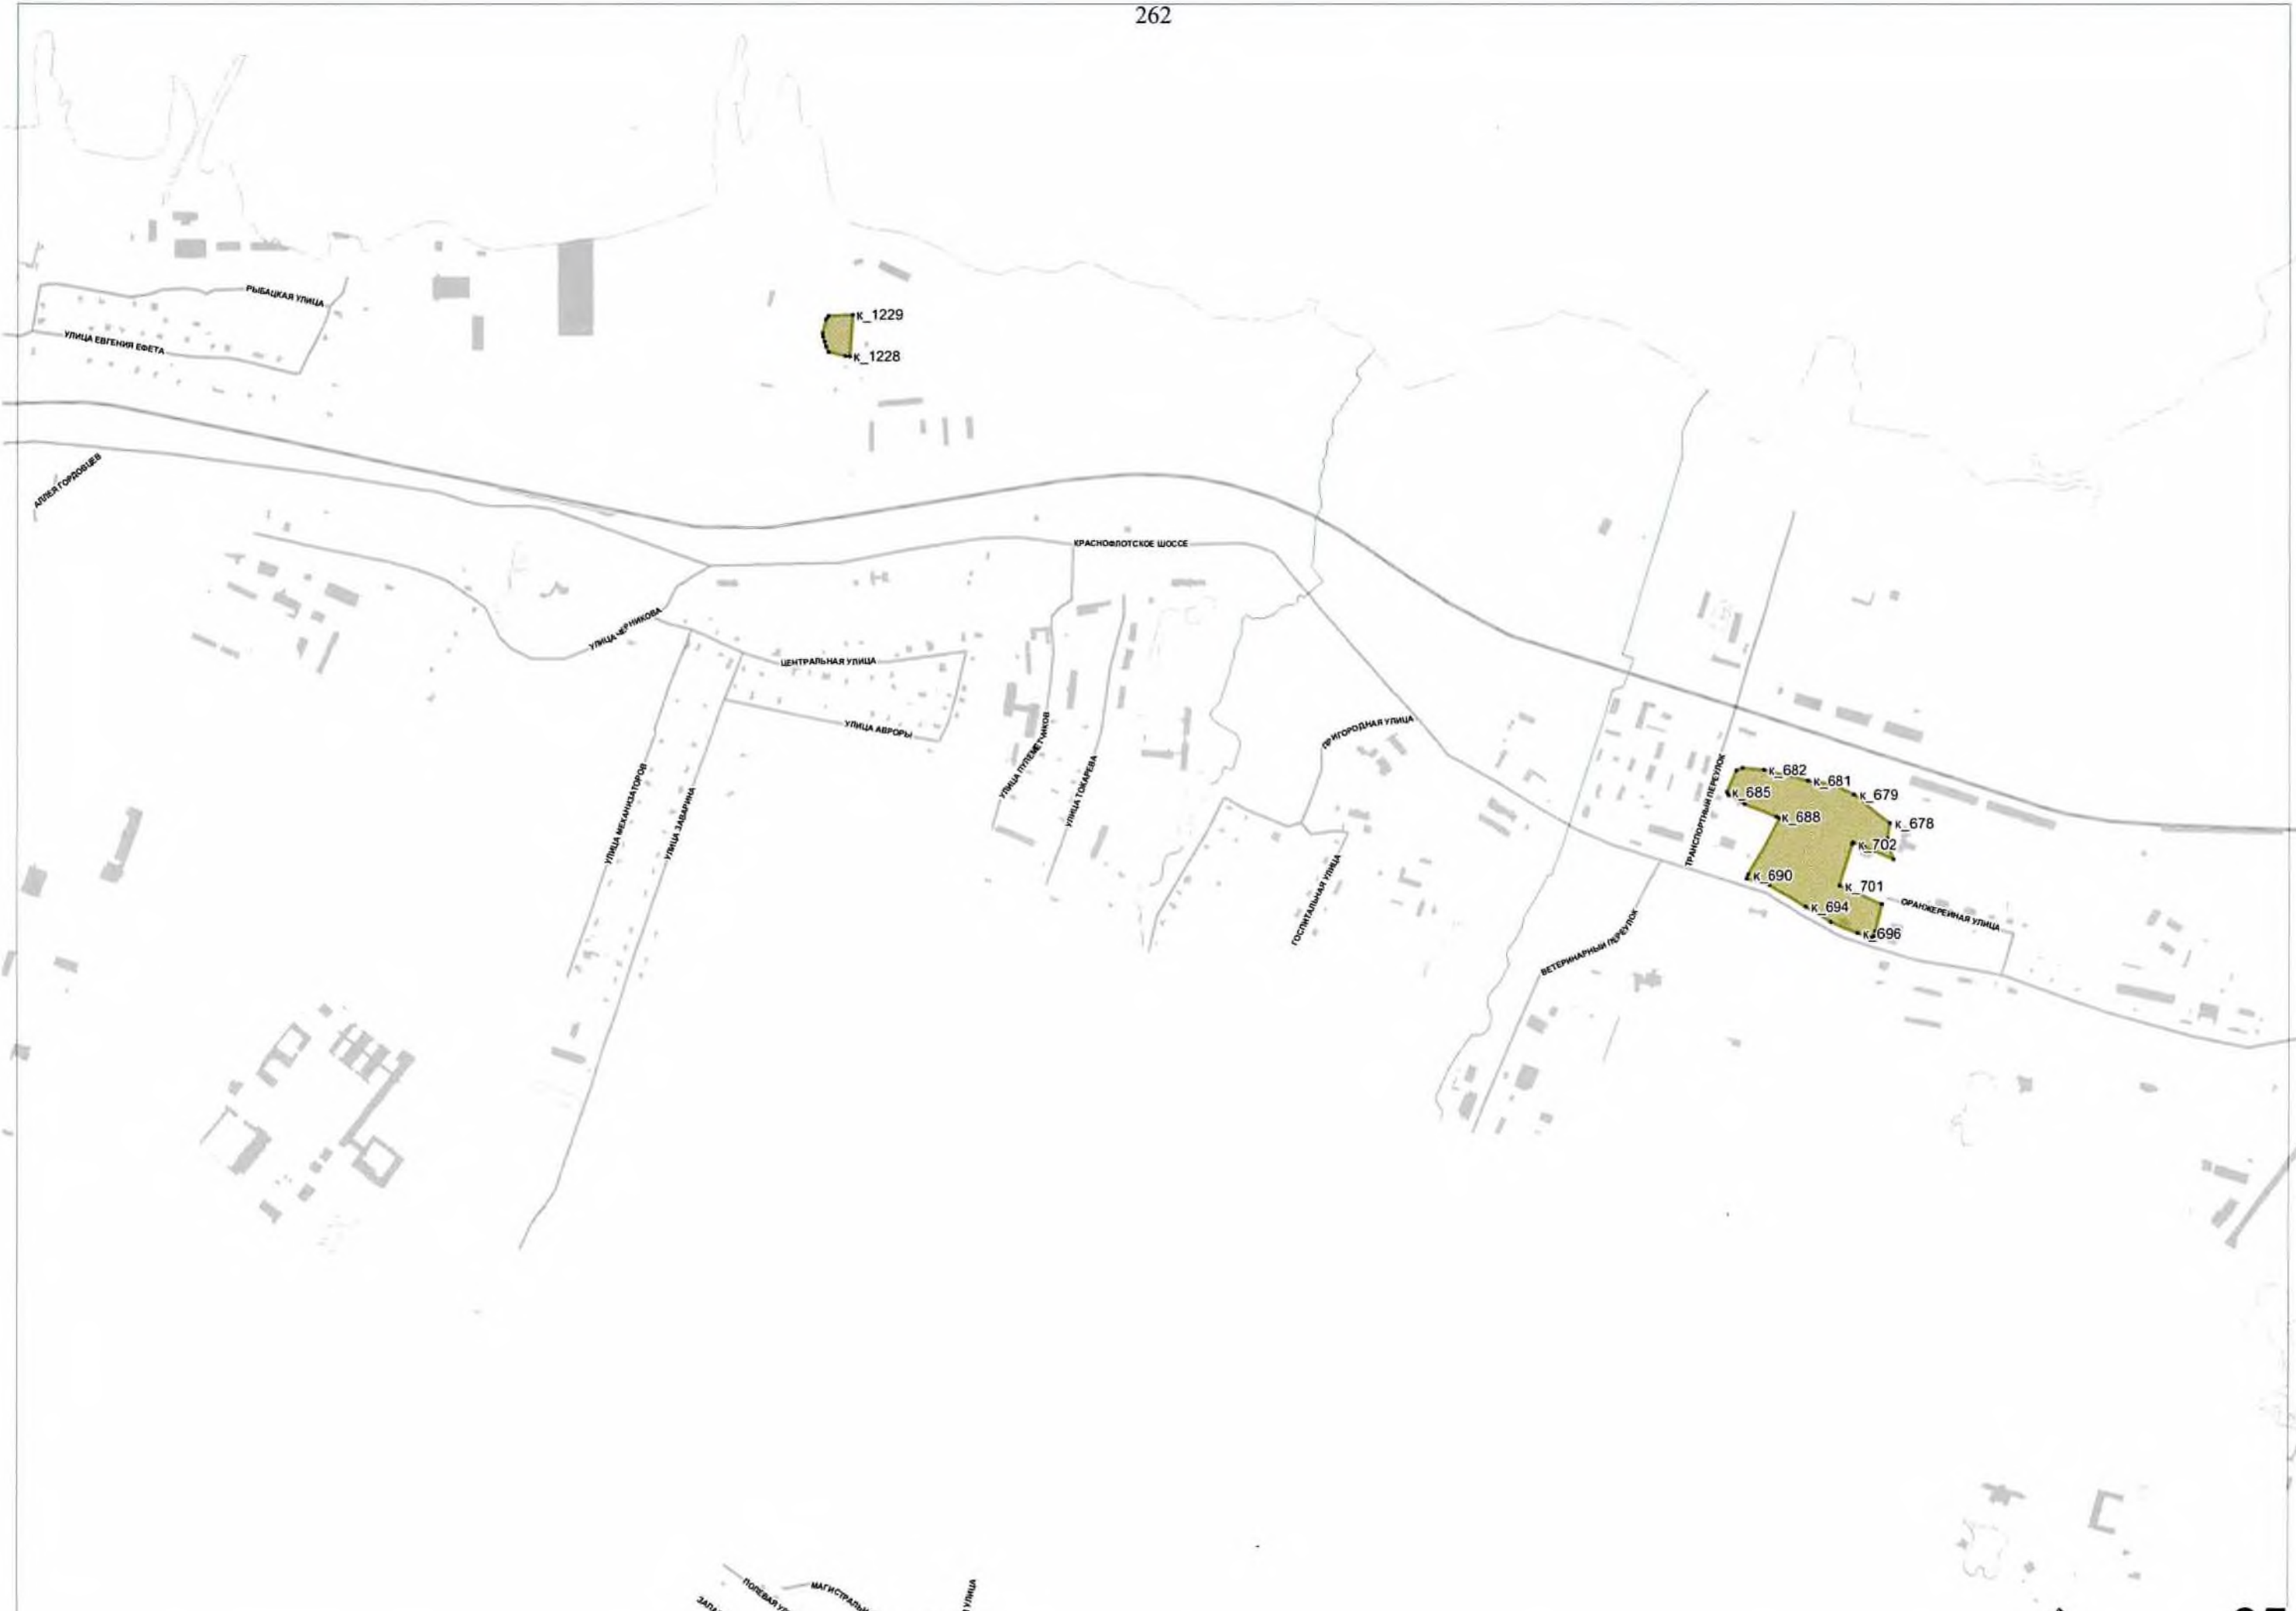 262
к_1229
РЫБАЦКАЯ УЛИЦА
УЛИЦА ЕВГЕНИЯ ЕФЕТА
к_1228
АЛЛЕЯ ГОРДОВЦЕВ
КРАСНОФЛОТСКОЕ ШОССЕ
УЛИЦА ЧЕРНИКОВА
ЦЕНТРАЛЬНАЯ УЛИЦА
УЛИЦА АВРОРЫ
ПРИГОРОДНАЯ УЛИЦА
УЛИЦА ПУЛЕМЕТЧИКОВ
УЛИЦА ТОКАРЕВА
УЛИЦА МЕХАНИЗАТОРОВ
УЛИЦА ЗАВАРИНА
ТРАНСПОРТНЫЙ ПЕРЕУЛОК
к_682
к_681
к_685
к_679
к_688
к_678
к_702
к_690
к_701
к_694
ОРАНЖЕРЕЙНАЯ УЛИЦА
к_696
ГОСПИТАЛЬНАЯ УЛИЦА
ВЕТЕРИНАРНЫЙ ПЕРЕУЛОК
ПОЛЕВАЯ
УЛИЦА